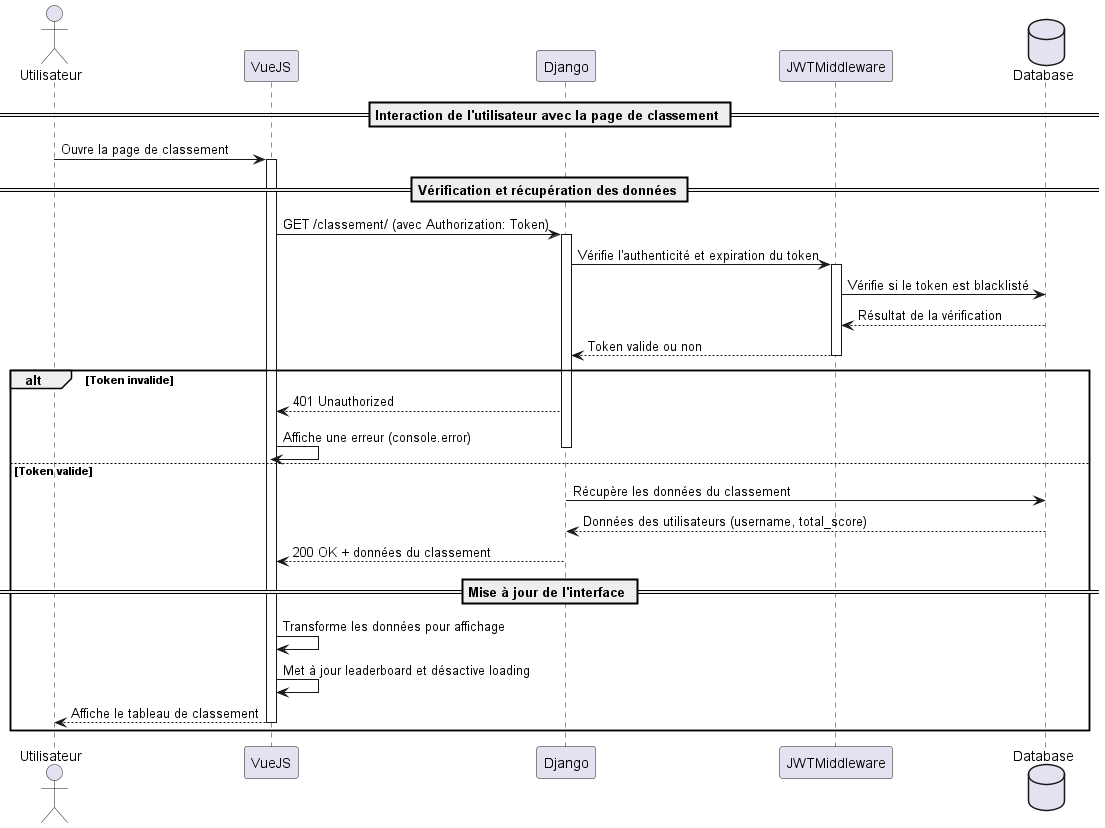 Utilisateur
VueJS
Django
JWTMiddleware
Database
Interaction de l'utilisateur avec la page de classement
Ouvre la page de classement
Vérification et récupération des données
GET /classement/ (avec Authorization: Token)
Vérifie l'authenticité et expiration du token
Vérifie si le token est blacklisté
Résultat de la vérification
Token valide ou non
alt
[Token invalide]
401 Unauthorized
Affiche une erreur (console.error)
[Token valide]
Récupère les données du classement
Données des utilisateurs (username, total_score)
200 OK + données du classement
Mise à jour de l'interface
Transforme les données pour affichage
Met à jour leaderboard et désactive loading
Affiche le tableau de classement
Utilisateur
VueJS
Django
JWTMiddleware
Database